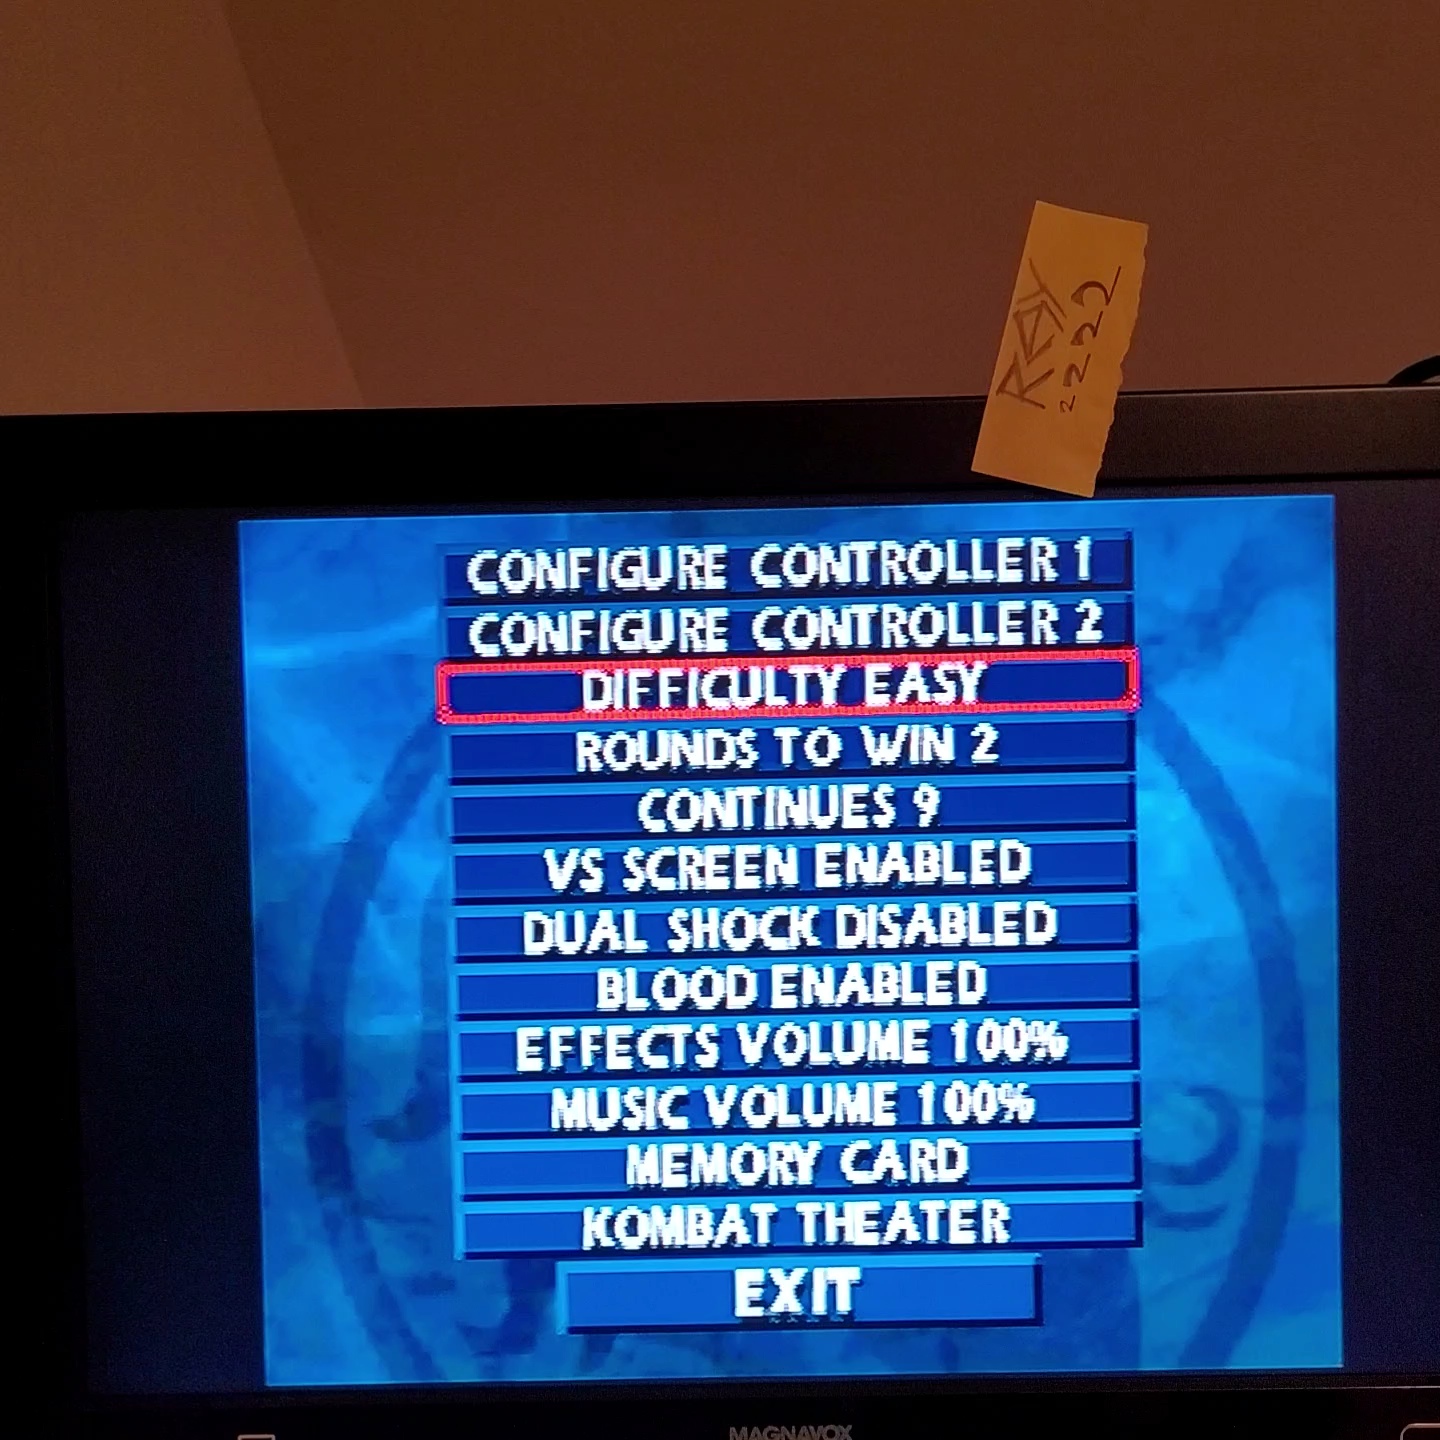 RAY
2222
CONFIGURE CONTROLLER 1
CONFIGURE CONTROLLER 2
DIFFICULTY EASY
ROUNDS TO WIN 2
CONTINUES 9
VS SCREEN ENABLED
DUAL SHOCK DISABLED
BLOOD ENABLED
EFFECTS VOLUME 100%
MUSIC VOLUME 100%
MEMORY CARD
KOMBAT THEATER
EXIT
MAGNAVOX